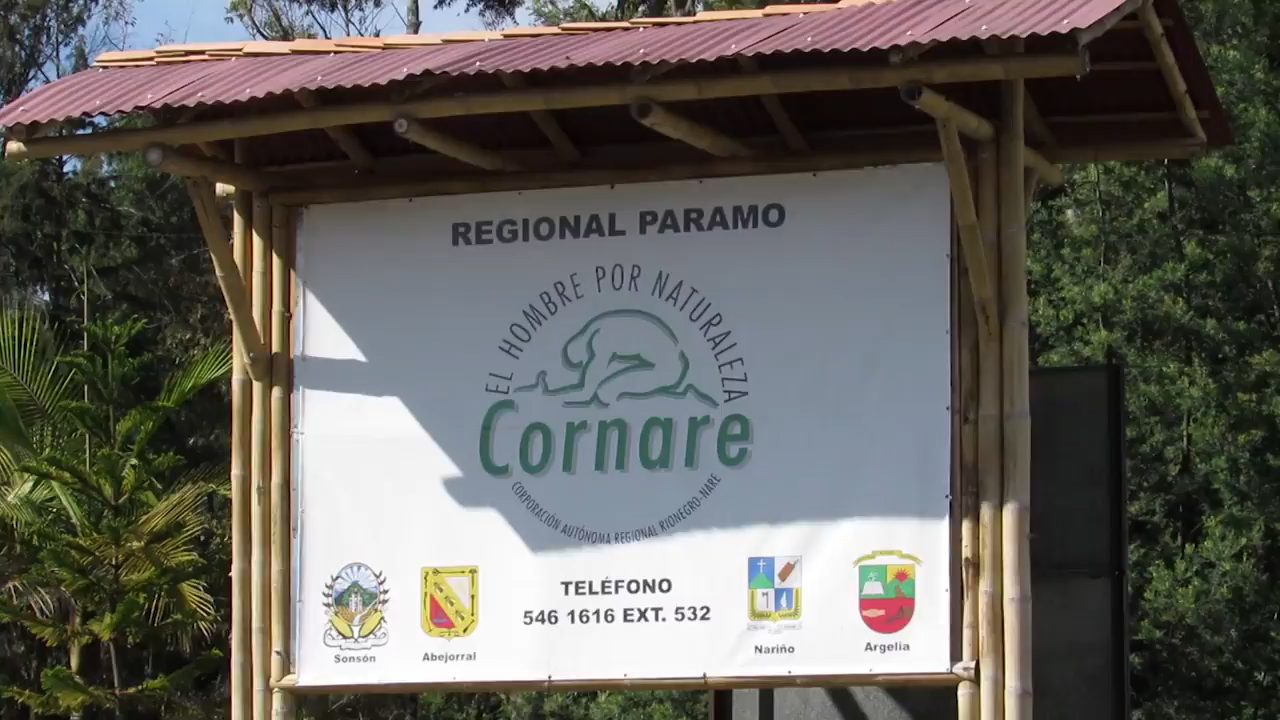 REGIONAL PARAMO
EL HOMBRE POR NATURALEZA
Cornare
CORPORACIÓN AUTÓNOMA REGIONAL RIONEGRO-NARE
TELÉFONO
546 1616 EXT. 532
Sonsón
Abejorral
Nariño
Argelia